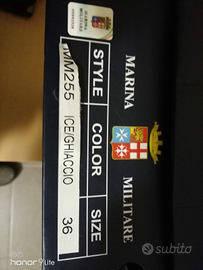 MARINA
MILITARE
STYLE
MM255
COLOR
ICE/GHIACCIO
SIZE
36
honor 9 lite
subito